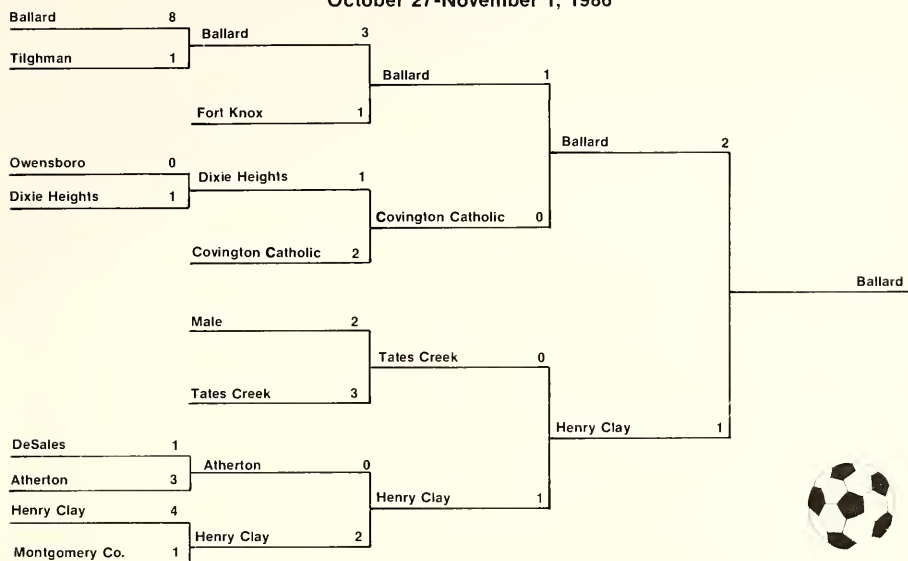 October 27-November 1, 1986
Ballard 8
Ballard 3
Tilghman 1
Ballard 1
Fort Knox 1
Ballard 2
Owensboro 0
Dixie Heights 1
Dixie Heights 1
Covington Catholic 0
Covington Catholic 2
Ballard
Male 2
Tates Creek 0
Tates Creek 3
Henry Clay 1
DeSales 1
Atherton 0
Atherton 3
Henry Clay 1
Henry Clay 4
Henry Clay 2
Montgomery Co. 1